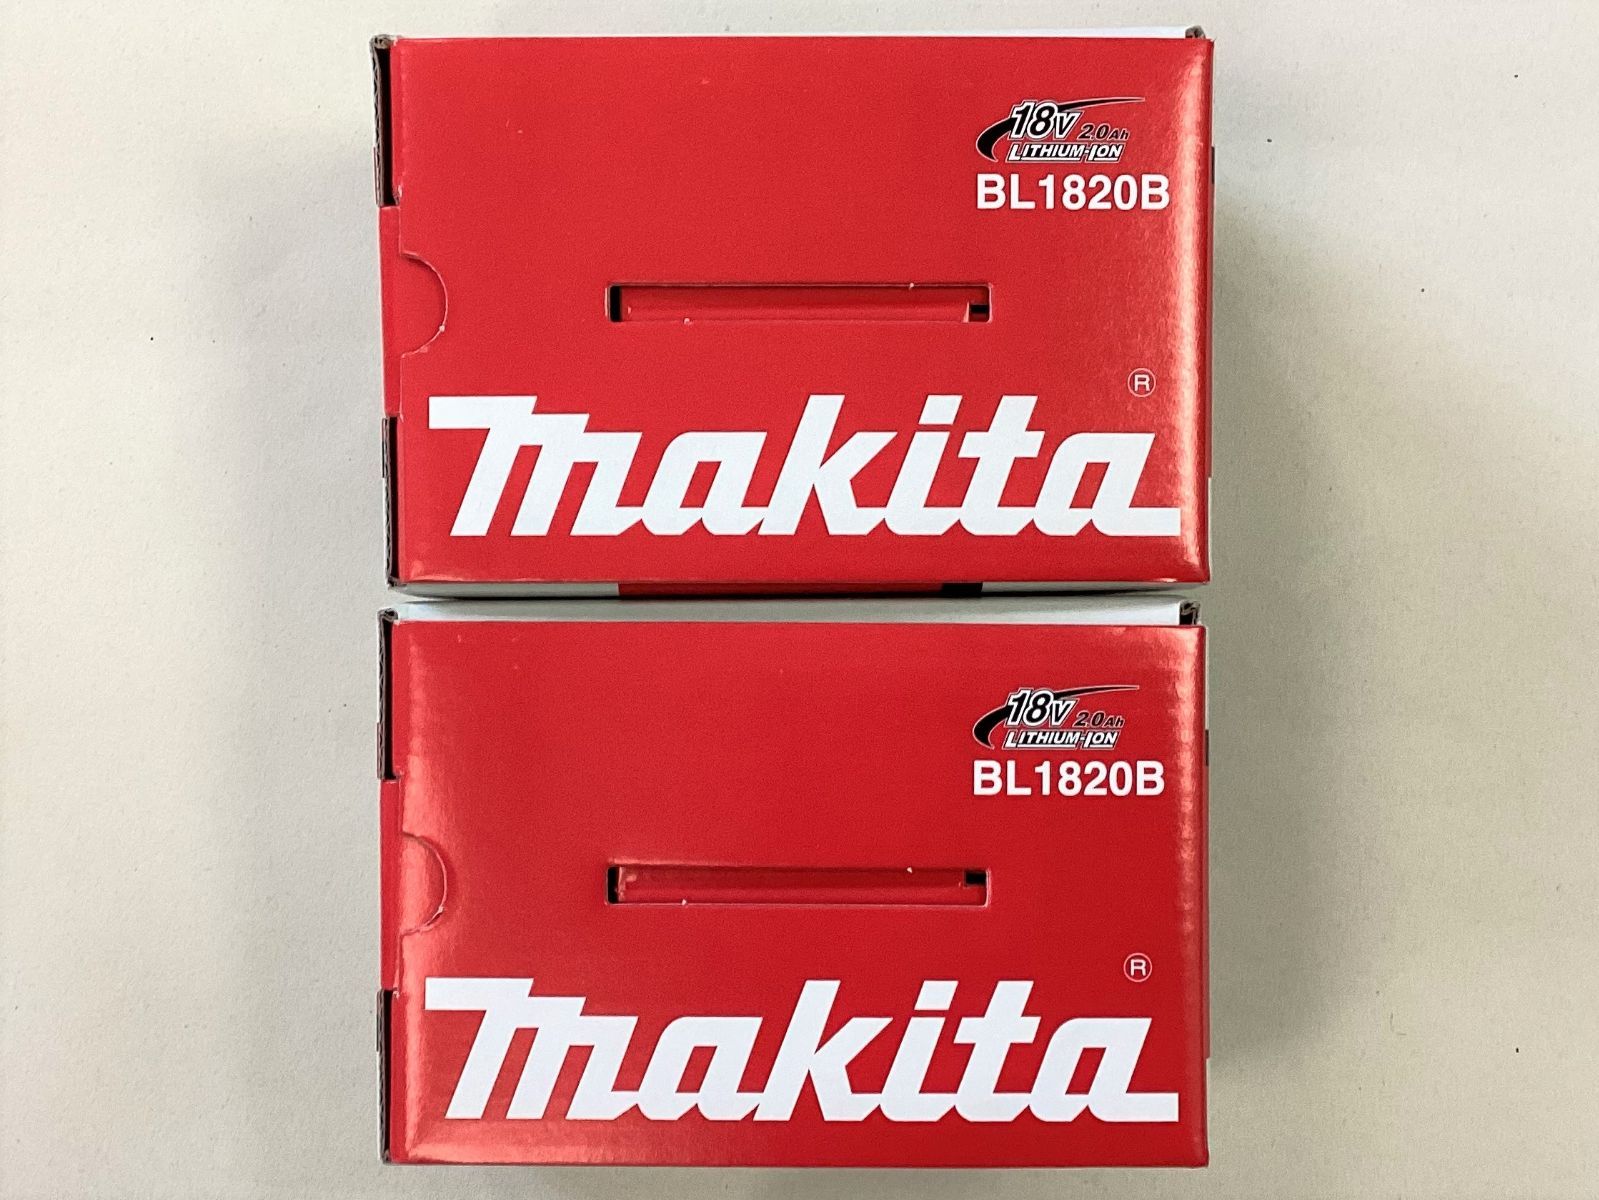 18V 2.0Ah
LITHIUM-ION
BL1820B
®
makita
18V 2.0Ah
LITHIUM-ION
BL1820B
®
makita